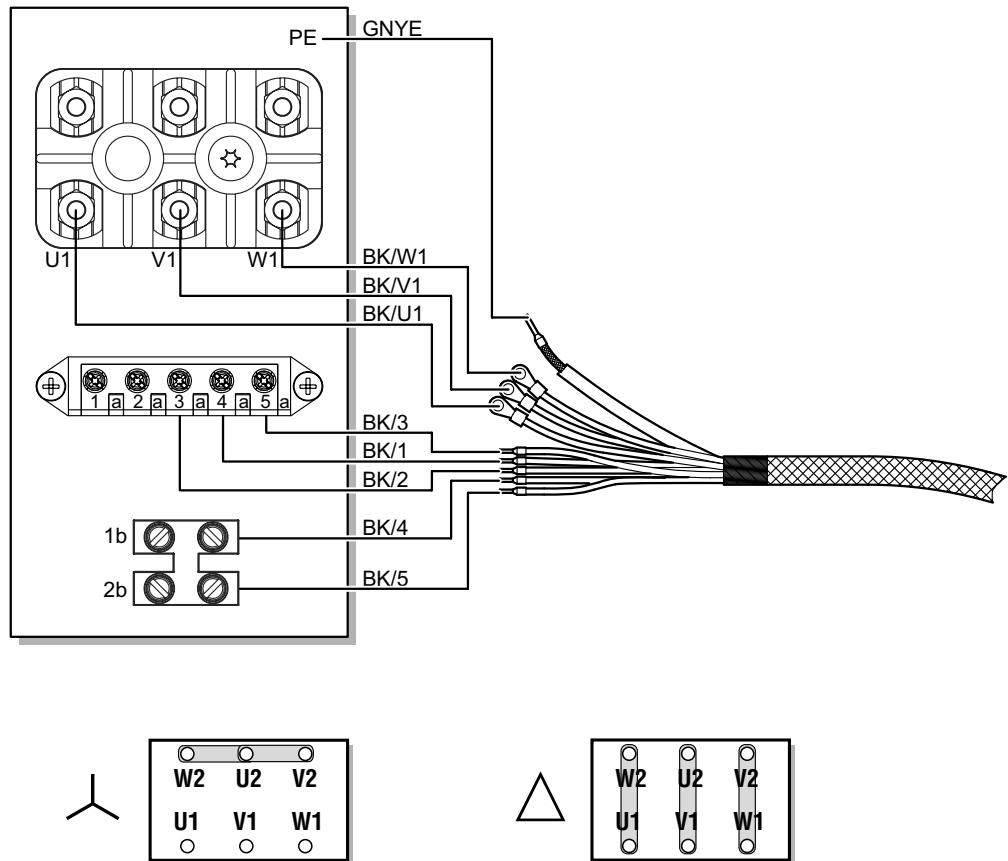 PE GNYE
U1 V1 W1
BK/W1
BK/V1
BK/U1
1 a 2 a 3 a 4 a 5 a
BK/3
BK/1
BK/2
1b BK/4
2b BK/5
W2 U2 V2 W2 U2 V2
U1 V1 W1 U1 V1 W1